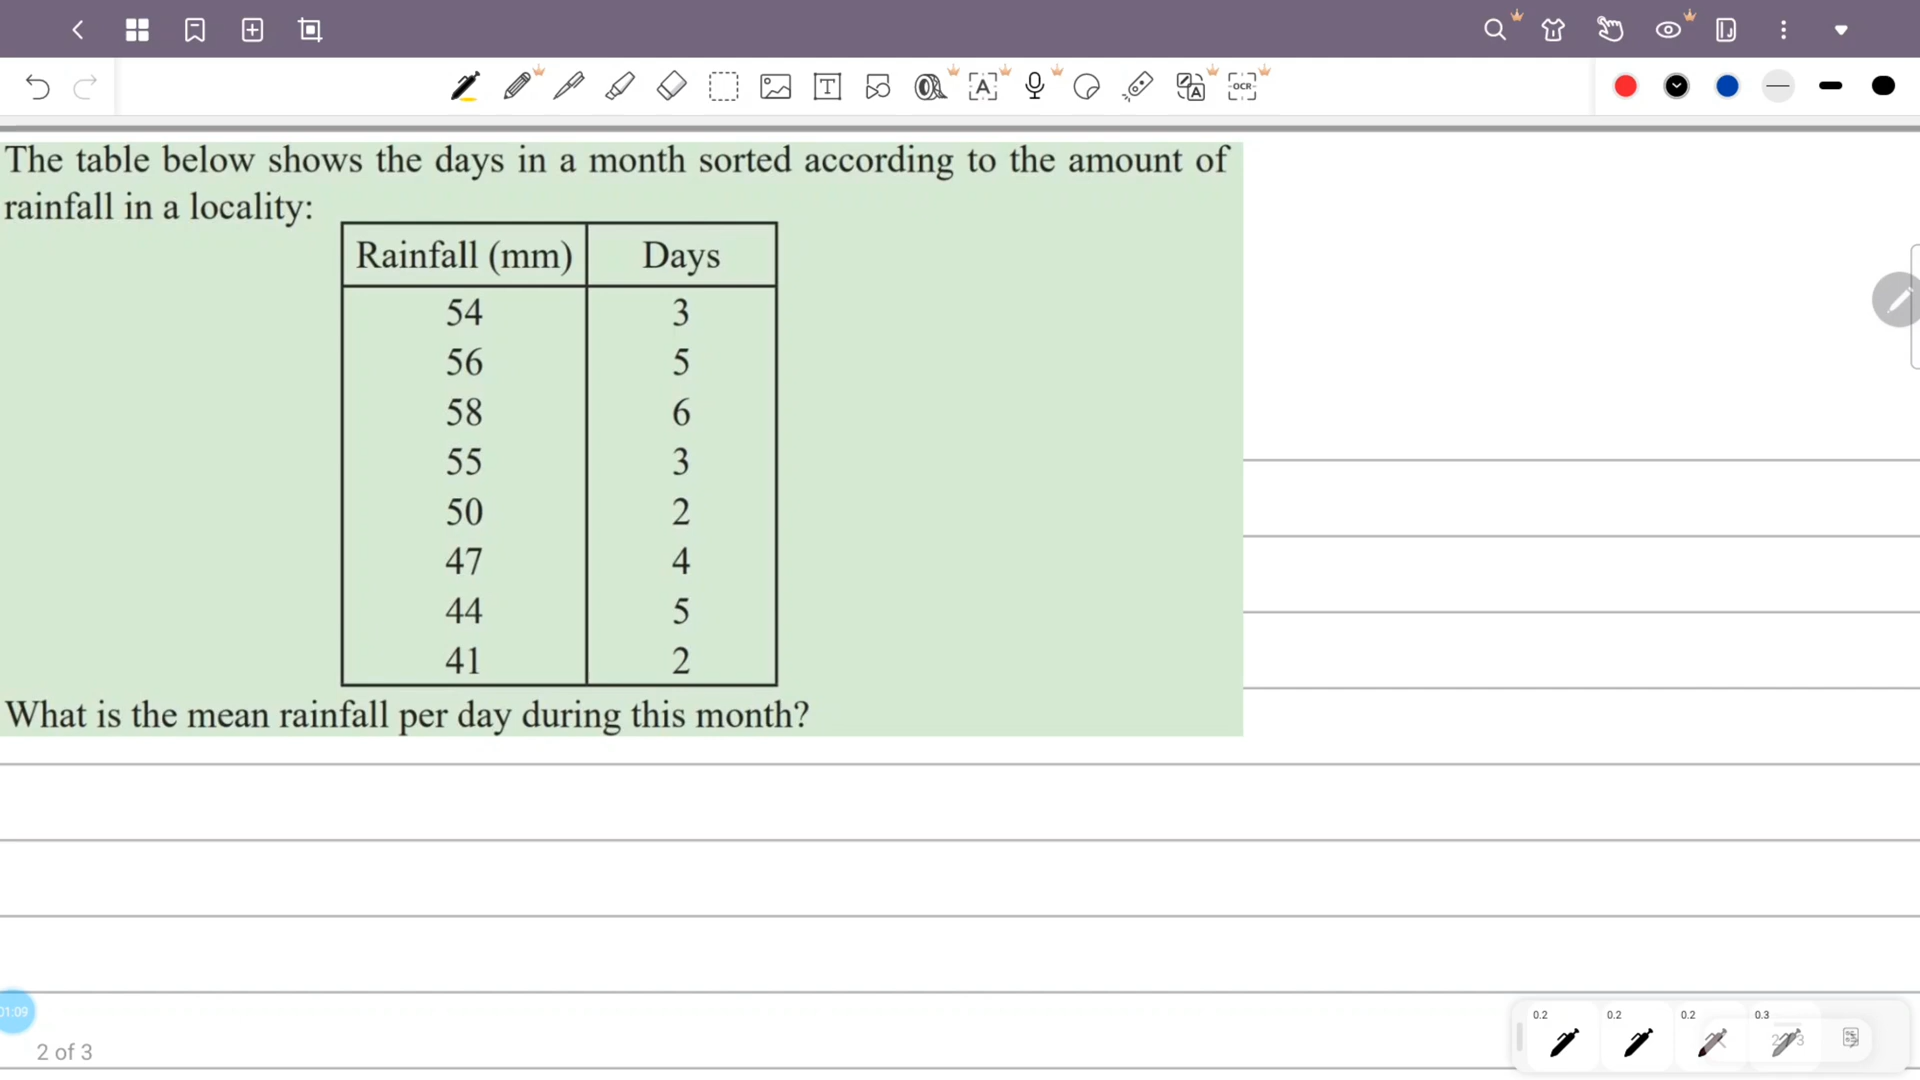 The table below shows the days in a month sorted according to the amount of
rainfall in a locality:
Rainfall (mm) Days
54 3
56 5
58 6
55 3
50 2
47 4
44 5
41 2
What is the mean rainfall per day during this month?
01:09
2 of 3
0.2 0.2 0.2 0.3